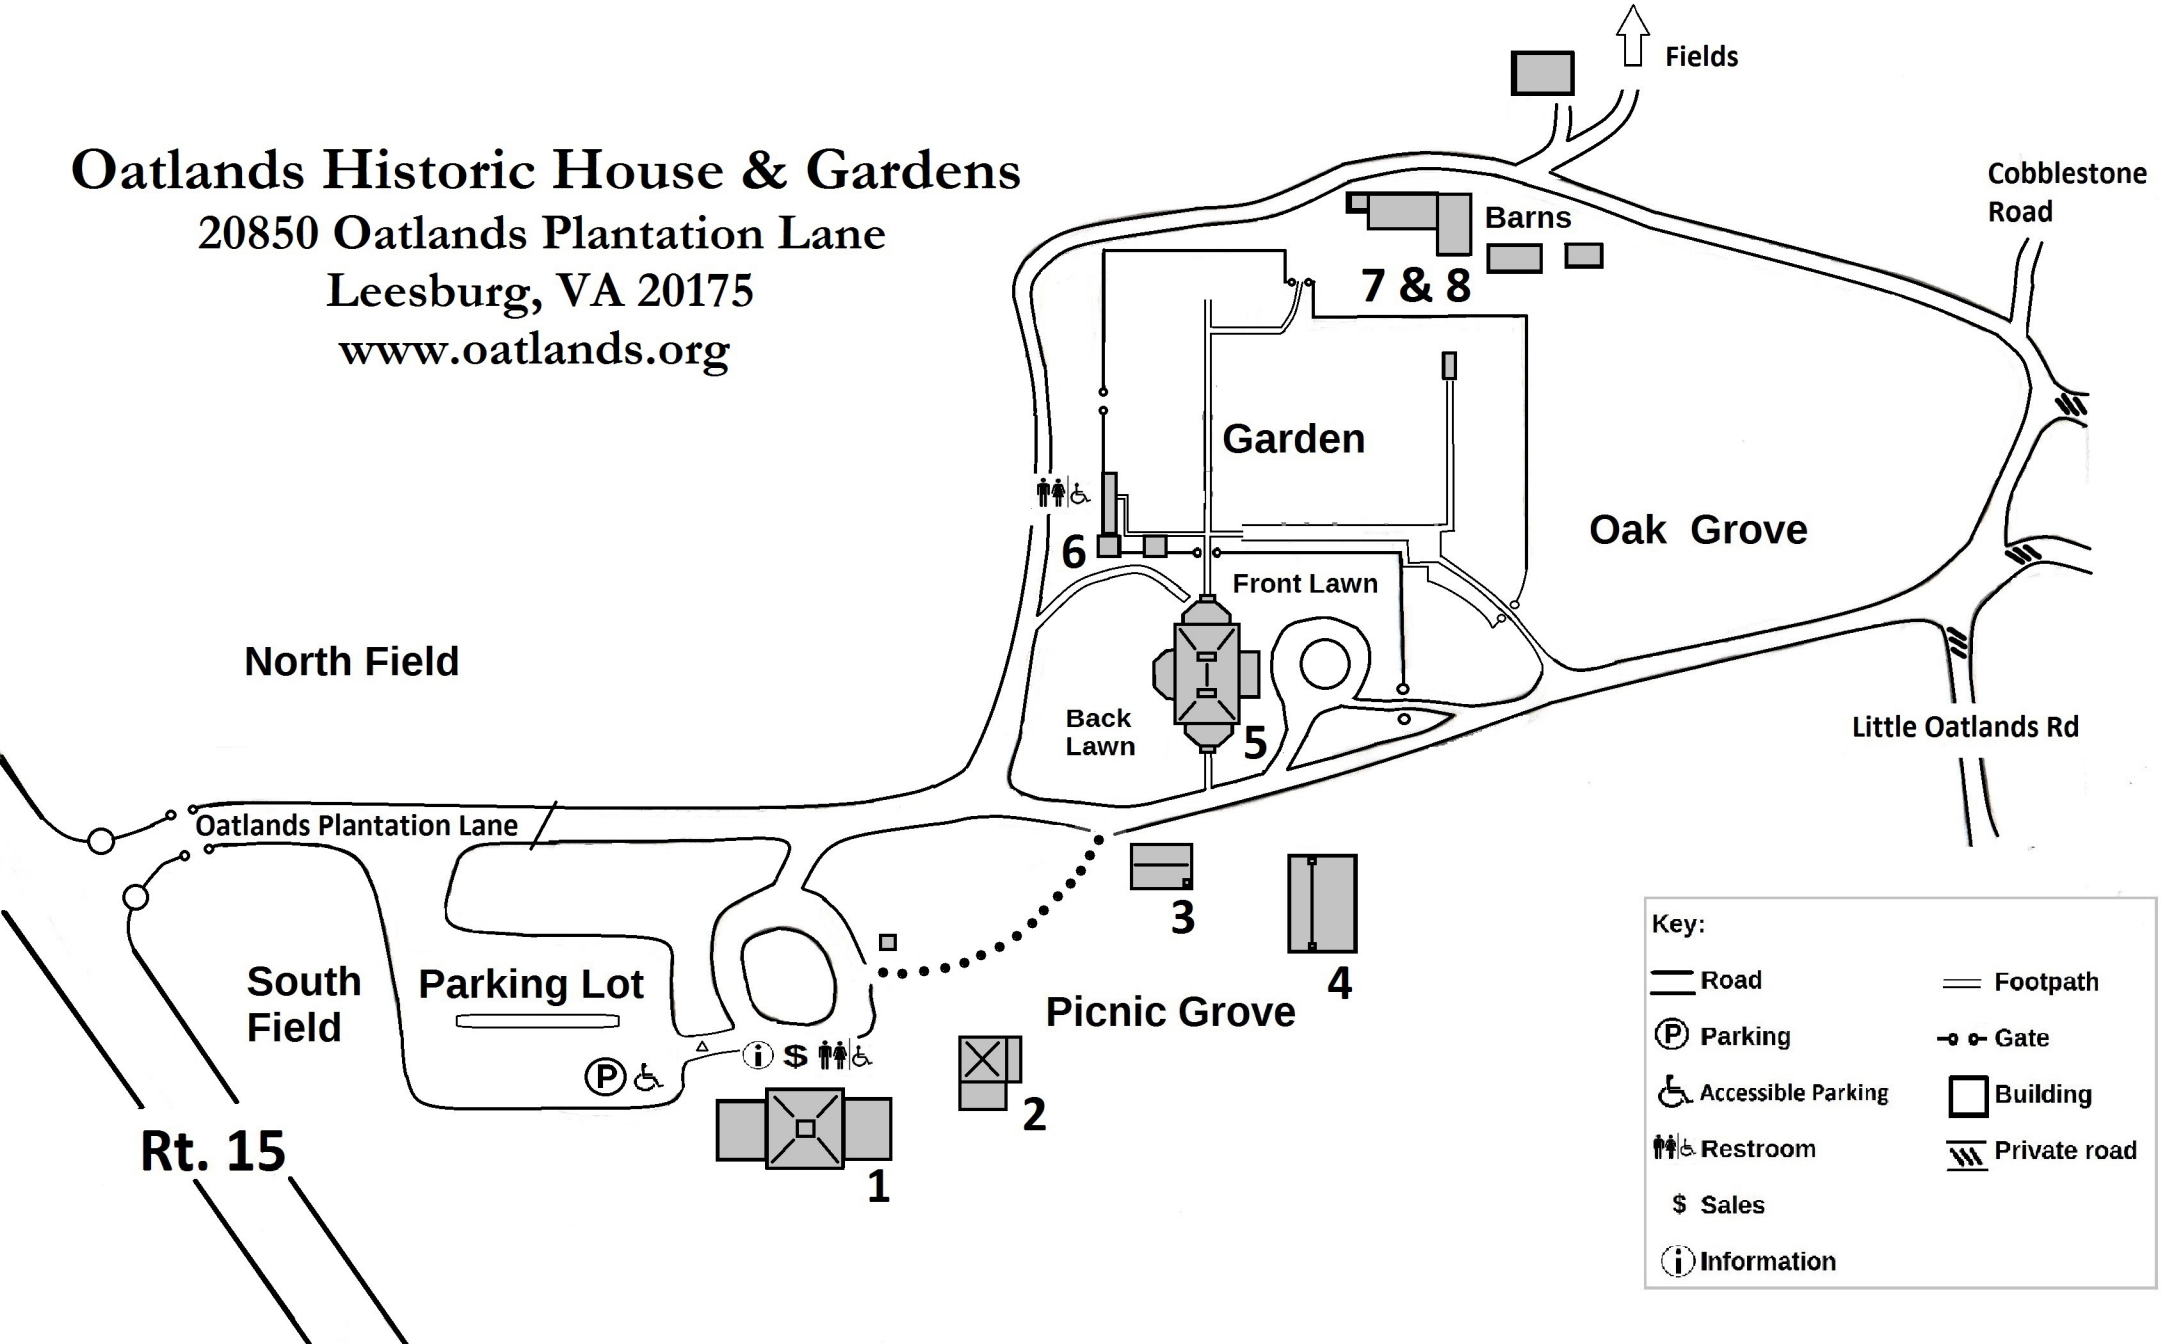 Oatlands Historic House & Gardens
20850 Oatlands Plantation Lane
Leesburg, VA 20175
www.oatlands.org
Fields
Cobblestone
Road
Barns
7 & 8
Garden
Oak Grove
6
Front Lawn
North Field
Back
Lawn
5
Little Oatlands Rd
Oatlands Plantation Lane
3
4
South
Field
Parking Lot
Picnic Grove
P
i
$
2
1
Rt. 15
Key:
Road
Footpath
P Parking
Gate
Accessible Parking
Building
Restroom
Private road
$ Sales
i Information